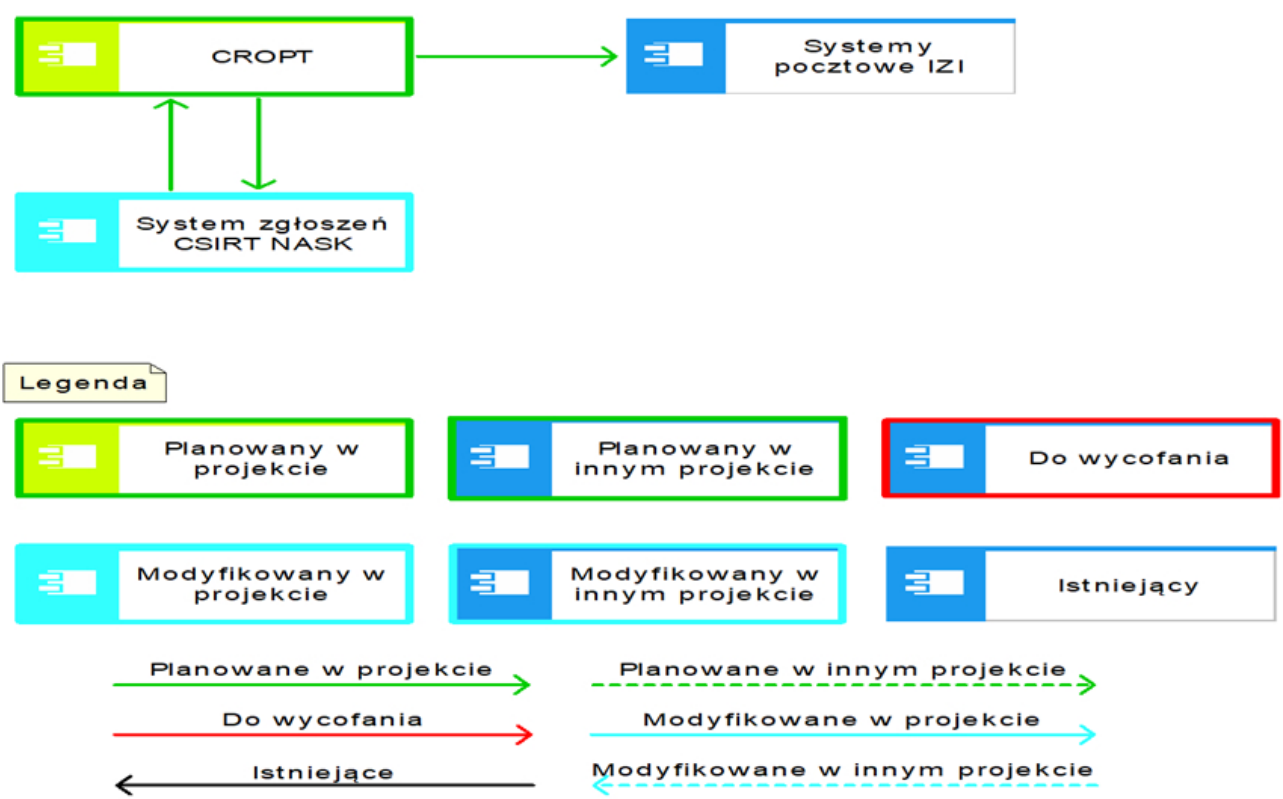 CROPT
Systemy
pocztowe IZI
System zgłoszeń
CSIRT NASK
Legenda
Planowany w
projekcie
Planowany w
innym projekcie
Do wycofania
Modyfikowany w
projekcie
Modyfikowany w
innym projekcie
Istniejący
Planowane w projekcie
Planowane w innym projekcie
Do wycofania
Modyfikowane w projekcie
Istniejące
Modyfikowane w innym projekcie